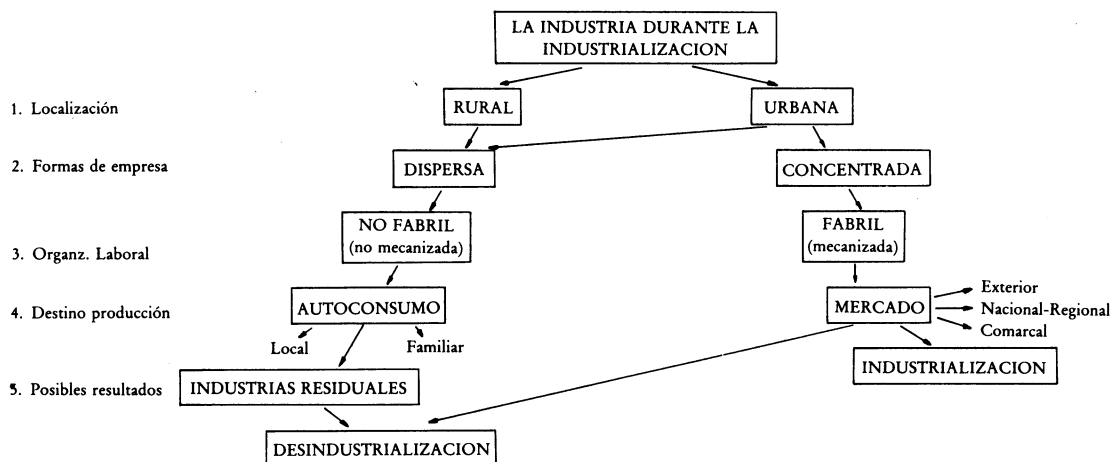 LA INDUSTRIA DURANTE LA
INDUSTRIALIZACION
1. Localización
RURAL
URBANA
2. Formas de empresa
DISPERSA
CONCENTRADA
NO FABRIL
(no mecanizada)
FABRIL
(mecanizada)
3. Organz. Laboral
4. Destino producción
AUTOCONSUMO
MERCADO
Exterior
Nacional-Regional
Comarcal
Local
Familiar
INDUSTRIALIZACION
5. Posibles resultados
INDUSTRIAS RESIDUALES
DESINDUSTRIALIZACION